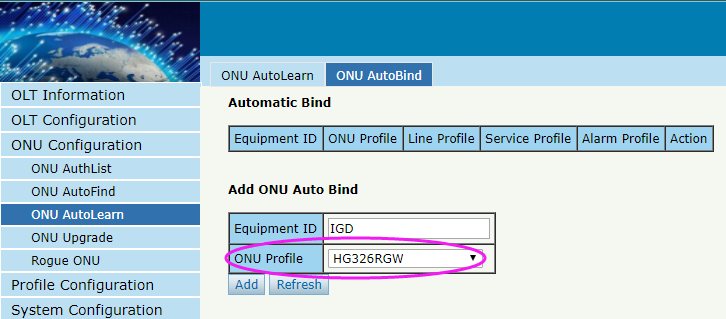 ONU AutoLearn ONU AutoBind
OLT Information
OLT Configuration
ONU Configuration
ONU AuthList
ONU AutoFind
ONU AutoLearn
ONU Upgrade
Rogue ONU
Profile Configuration
System Configuration
Automatic Bind
Equipment ID ONU Profile Line Profile Service Profile Alarm Profile Action
Add ONU Auto Bind
Equipment ID IGD
ONU Profile HG326RGW
Add Refresh